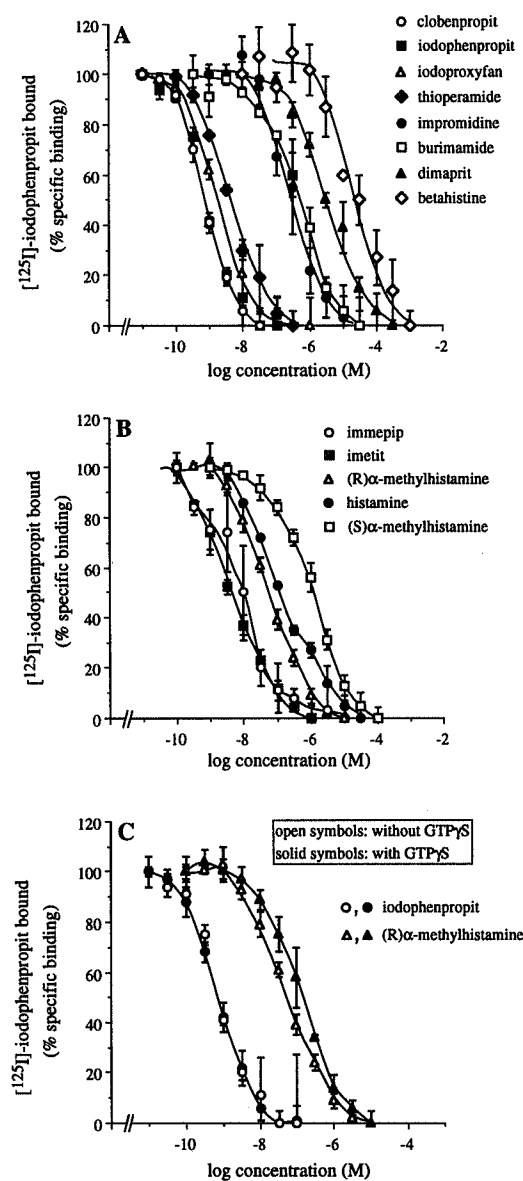 A
120
100
80
60
40
20
0
[125I]-iodophenpropit bound
(% specific binding)
-10
-8
-6
-4
-2
log concentration (M)
clobenpropit
iodophenpropit
iodoproxyfan
thioperamide
impromidine
burimamide
dimaprit
betahistine
B
120
100
80
60
40
20
0
[125I]-iodophenpropit bound
(% specific binding)
-10
-8
-6
-4
-2
log concentration (M)
immepip
imetit
(R)α-methylhistamine
histamine
(S)α-methylhistamine
C
120
100
80
60
40
20
0
[125I]-iodophenpropit bound
(% specific binding)
-10
-8
-6
-4
log concentration (M)
open symbols: without GTPγS
solid symbols: with GTPγS
, iodophenpropit
, (R)α-methylhistamine